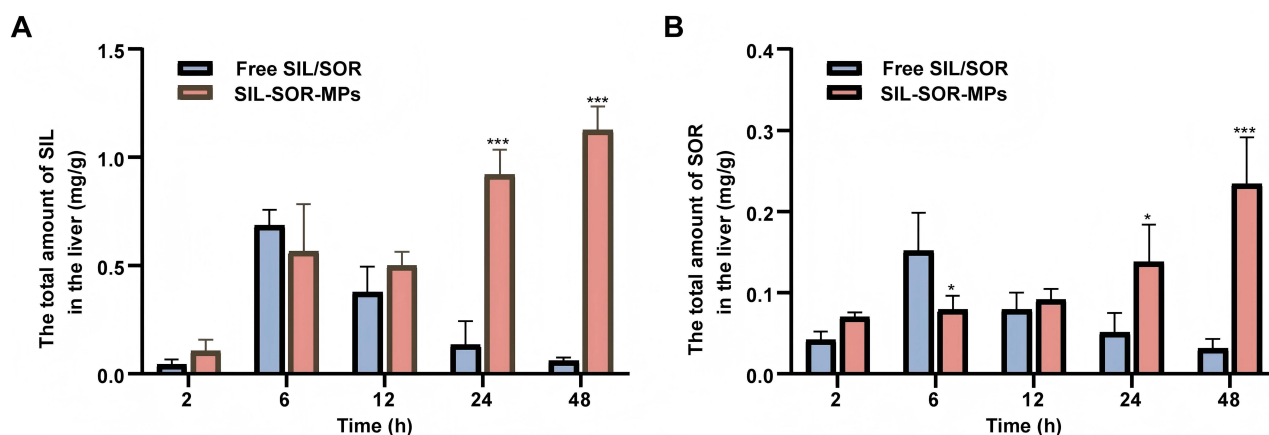 A
The total amount of SIL
in the liver (mg/g)
1.5
1.0
0.5
0.0
Free SIL/SOR
SIL-SOR-MPs
***
***
2 6 12 24 48
Time (h)
B
The total amount of SOR
in the liver (mg/g)
0.4
0.3
0.2
0.1
0.0
Free SIL/SOR
SIL-SOR-MPs
*
*
***
2 6 12 24 48
Time (h)